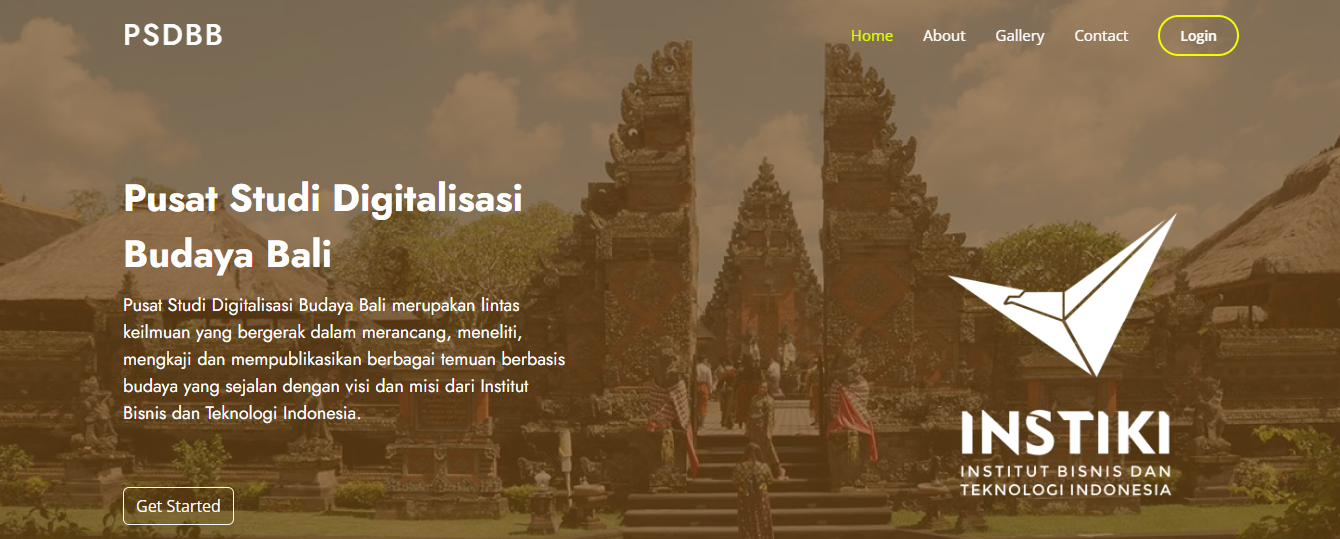 PSDBB
Home
About
Gallery
Contact
Login
Pusat Studi Digitalisasi
Budaya Bali
Pusat Studi Digitalisasi Budaya Bali merupakan lintas
keilmuan yang bergerak dalam merancang, meneliti,
mengkaji dan mempublikasikan berbagai temuan berbasis
budaya yang sejalan dengan visi dan misi dari Institut
Bisnis dan Teknologi Indonesia.
Get Started
INSTIKI
INSTITUT BISNIS DAN
TEKNOLOGI INDONESIA